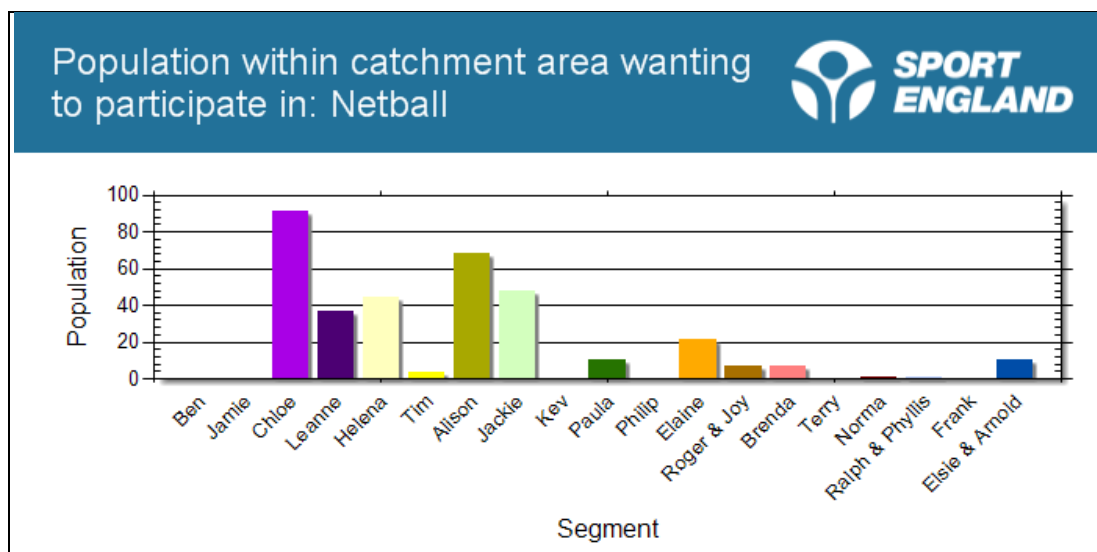 Population within catchment area wanting
to participate in: Netball
SPORT
ENGLAND
100
80
60
40
20
0
Population
Ben
Jamie
Chloe
Leanne
Helena
Tim
Alison
Jackie
Kev
Paula
Philip
Elaine
Roger & Joy
Brenda
Terry
Norma
Ralph & Phyllis
Frank
Elsie & Arnold
Segment